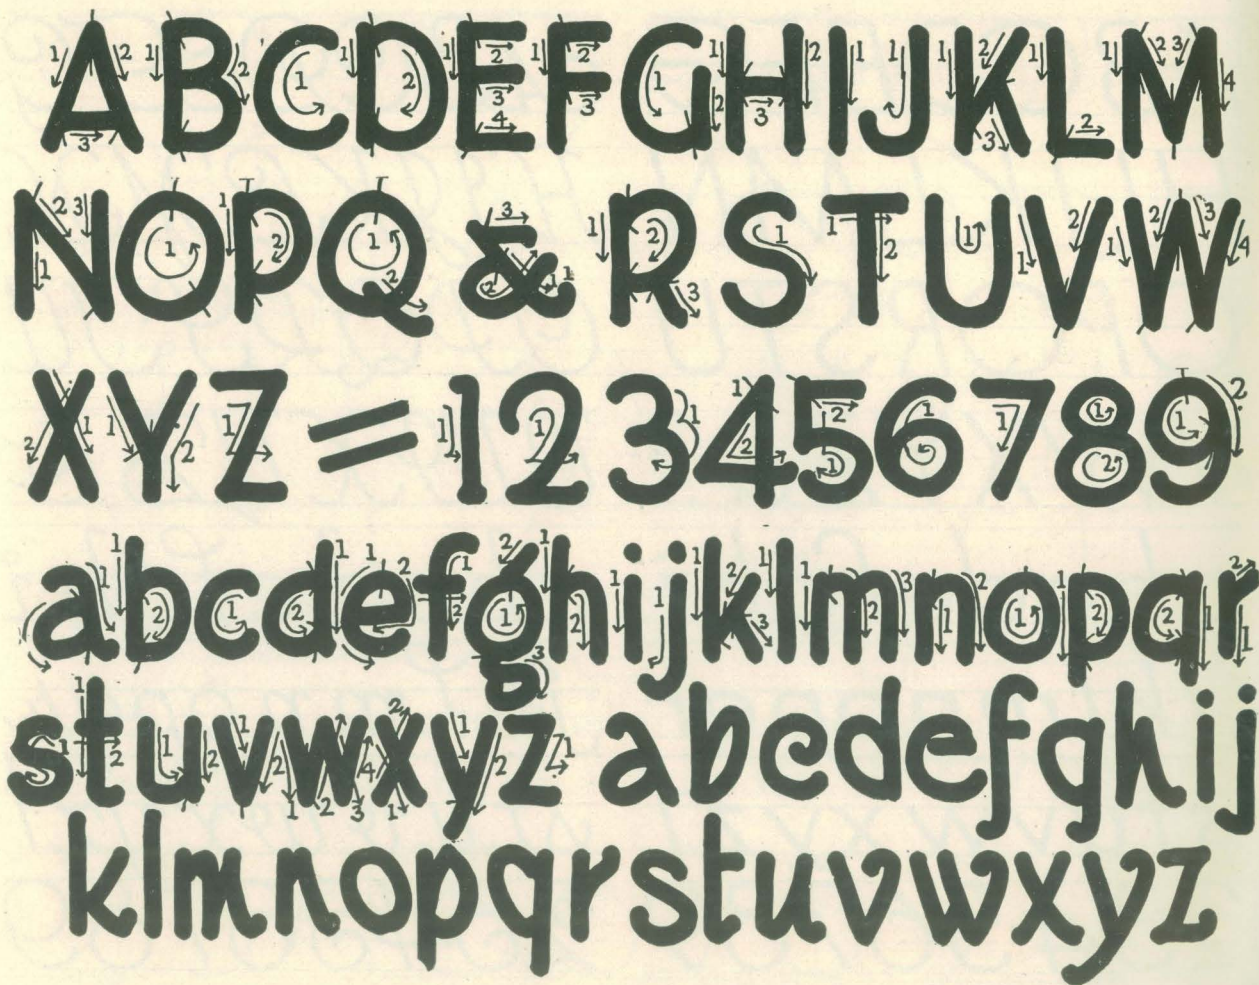 ABCDEFGHIJKLM
NOPQ & RSTUVW
XYZ = 123456789
abcdefghijklmnopqr
stuvwxyz abcdefghij
klmnopqrstuvwxyz